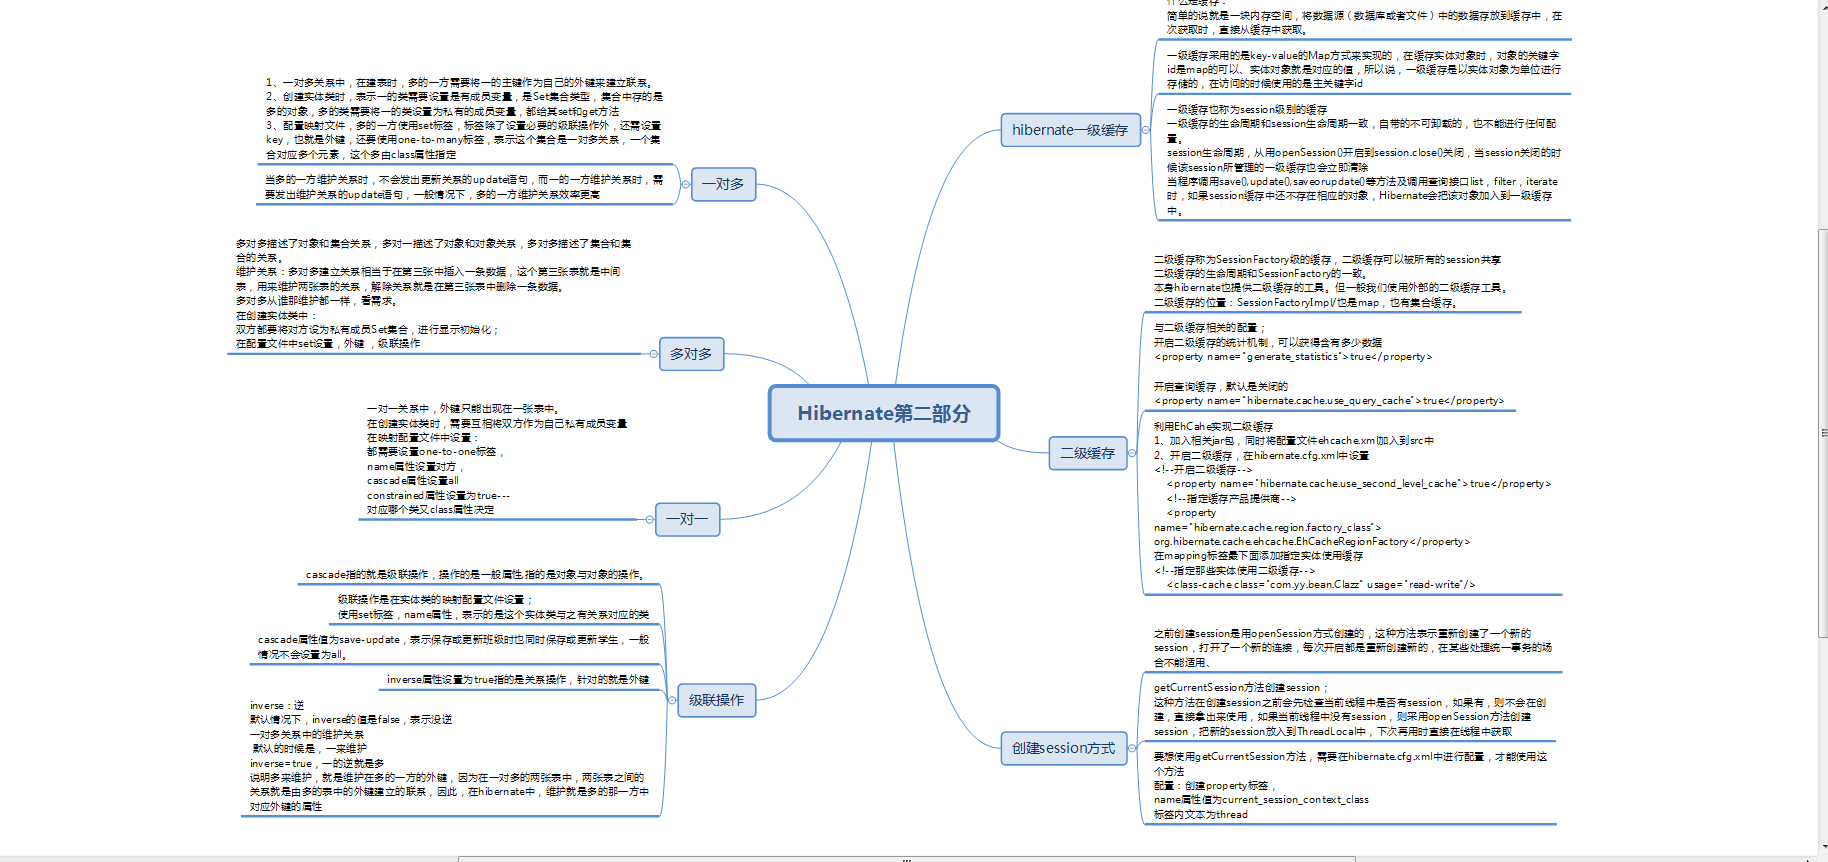 Hibernate第二部分
一对多
1、一对多关系中，在建表时，多的一方需要将一的主键作为自己的外键来建立联系。
2、创建实体类时，表示一的类需要设置是有成员变量，是Set集合类型，集合中存的是
多的对象，多的类需要将一的类设置为私有的成员变量，都给其set和get方法
3、配置映射文件，多的一方使用set标签，标签除了设置必要的级联操作外，还需设置
key，也就是外键，还要使用one-to-many标签，表示这个集合是一对多关系，一个集
合对应多个元素，这个多由class属性指定
当多的一方维护关系时，不会发出更新关系的update语句，而一的一方维护关系时，需
要发出维护关系的update语句，一般情况下，多的一方维护关系效率更高
多对多
多对多描述了对象和集合关系，多对一描述了对象和对象关系，多对多描述了集合和集
合的关系。
维护关系：多对多建立关系相当于在第三张中插入一条数据，这个第三张表就是中间
表，用来维护两张表的关系，解除关系就是在第三张表中删除一条数据。
多对多从谁那维护都一样，看需求。
在创建实体类中：
双方都要将对方设为私有成员Set集合，进行显示初始化；
在配置文件中set设置，外键 ，级联操作
一对一
一对一关系中，外键只能出现在一张表中。
在创建实体类时，需要互相将双方作为自己私有成员变量
在映射配置文件中设置：
都需要设置one-to-one标签，
name属性设置对方，
cascade属性设置all
constrained属性设置为true---
对应哪个类又class属性决定
级联操作
cascade指的就是级联操作，操作的是一般属性,指的是对象与对象的操作。
级联操作是在实体类的映射配置文件设置；
使用set标签，name属性，表示的是这个实体类与之有关系对应的类
cascade属性值为save-update，表示保存或更新班级时也同时保存或更新学生，一般
情况不会设置为all。
inverse属性设置为true指的是关系操作，针对的就是外键
inverse：逆
默认情况下，inverse的值是false，表示没逆
一对多关系中的维护关系
默认的时候是，一来维护
inverse=true，一的逆就是多
说明多来维护，就是维护在多的一方的外键，因为在一对多的两张表中，两张表之间的
关系就是由多的表中的外键建立的联系，因此，在hibernate中，维护就是多的那一方中
对应外键的属性
hibernate一级缓存
什么是缓存：
简单的说就是一块内存空间，将数据源（数据库或者文件）中的数据存放到缓存中，在
次获取时，直接从缓存中获取。
一级缓存采用的是key-value的Map方式来实现的，在缓存实体对象时，对象的关键字
id是map的可以、实体对象就是对应的值，所以说，一级缓存是以实体对象为单位进行
存储的，在访问的时候使用的是主关键字id
一级缓存也称为session级别的缓存
一级缓存的生命周期和session生命周期一致，自带的不可卸载的，也不能进行任何配
置。
session生命周期，从用openSession()开启到session.close()关闭，当session关闭的时
候该session所管理的一级缓存也会立即清除
当程序调用save(),update(),saveorupdate()等方法及调用查询接口list，filter，iterate
时，如果session缓存中还不存在相应的对象，Hibernate会把该对象加入到一级缓存
中。
二级缓存
二级缓存称为SessionFactory级的缓存，二级缓存可以被所有的session共享
二级缓存的生命周期和SessionFactory的一致。
本身hibernate也提供二级缓存的工具。但一般我们使用外部的二级缓存工具。
二级缓存的位置：SessionFactoryImpl/也是map，也有集合缓存。
与二级缓存相关的配置；
开启二级缓存的统计机制，可以获得含有多少数据
<property name="generate_statistics">true</property>
开启查询缓存，默认是关闭的
<property name="hibernate.cache.use_query_cache">true</property>
利用EhCahe实现二级缓存
1、加入相关jar包，同时将配置文件ehcache.xml加入到src中
2、开启二级缓存，在hibernate.cfg.xml中设置
<!--开启二级缓存-->
<property name="hibernate.cache.use_second_level_cache">true</property>
<!--指定缓存产品提供商-->
<property
name="hibernate.cache.region.factory_class">
org.hibernate.cache.ehcache.EhCacheRegionFactory</property>
在mapping标签最下面添加指定实体使用缓存
<!--指定那些实体使用二级缓存-->
<class-cache class="com.yy.bean.Clazz" usage="read-write"/>
创建session方式
之前创建session是用openSession方式创建的，这种方法表示重新创建了一个新的
session，打开了一个新的连接，每次开启都是重新创建新的，在某些处理统一事务的场
合不能适用、
getCurrentSession方法创建session；
这种方法在创建session之前会先检查当前线程中是否有session，如果有，则不会在创
建，直接拿出来使用，如果当前线程中没有session，则采用openSession方法创建
session，把新的session放入到ThreadLocal中，下次再用时直接在线程中获取
要想使用getCurrentSession方法，需要在hibernate.cfg.xml中进行配置，才能使用这
个方法
配置：创建property标签，
name属性值为current_session_context_class
标签内文本为thread